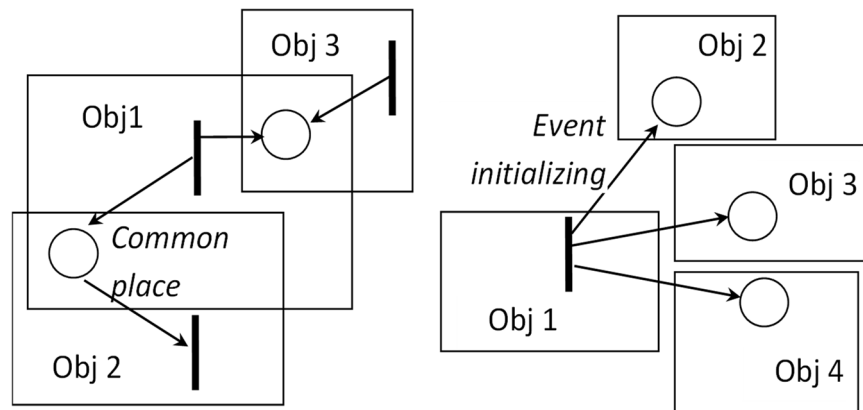 Obj 3
Obj1
Common
place
Obj 2
Obj 2
Event
initializing
Obj 3
Obj 1
Obj 4